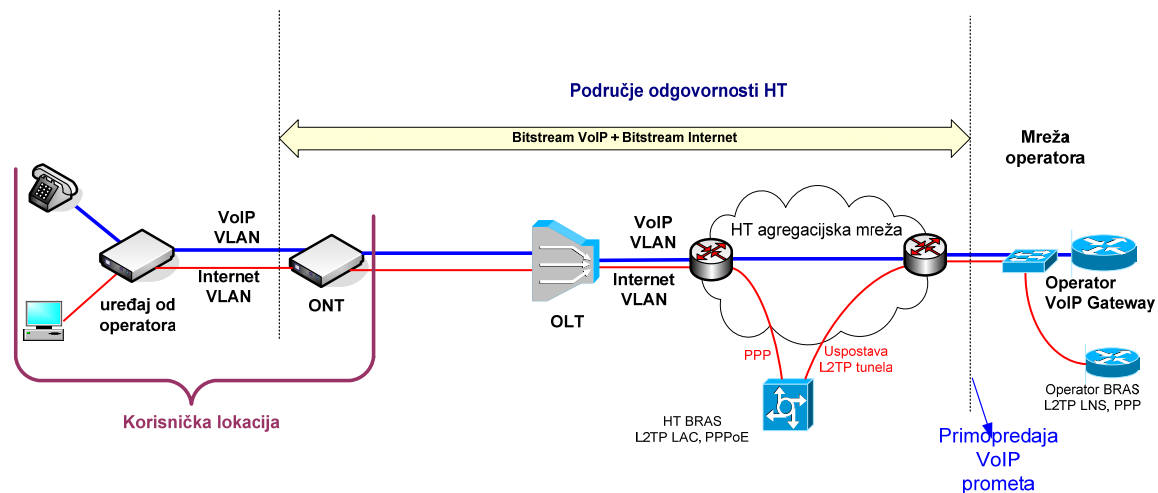 Područje odgovornosti HT
Bitstream VoIP + Bitstream Internet
Mreža
operatora
VoIP
VLAN
Internet
VLAN
uređaj od
operatora
ONT
Korisnička lokacija
OLT
VoIP
VLAN
Internet
VLAN
HT agregacijska mreža
PPP
Uspostava
L2TP tunela
HT BRAS
L2TP LAC, PPPoE
Operator
VoIP Gateway
Operator BRAS
L2TP LNS, PPP
Primopredaja
VoIP
prometa